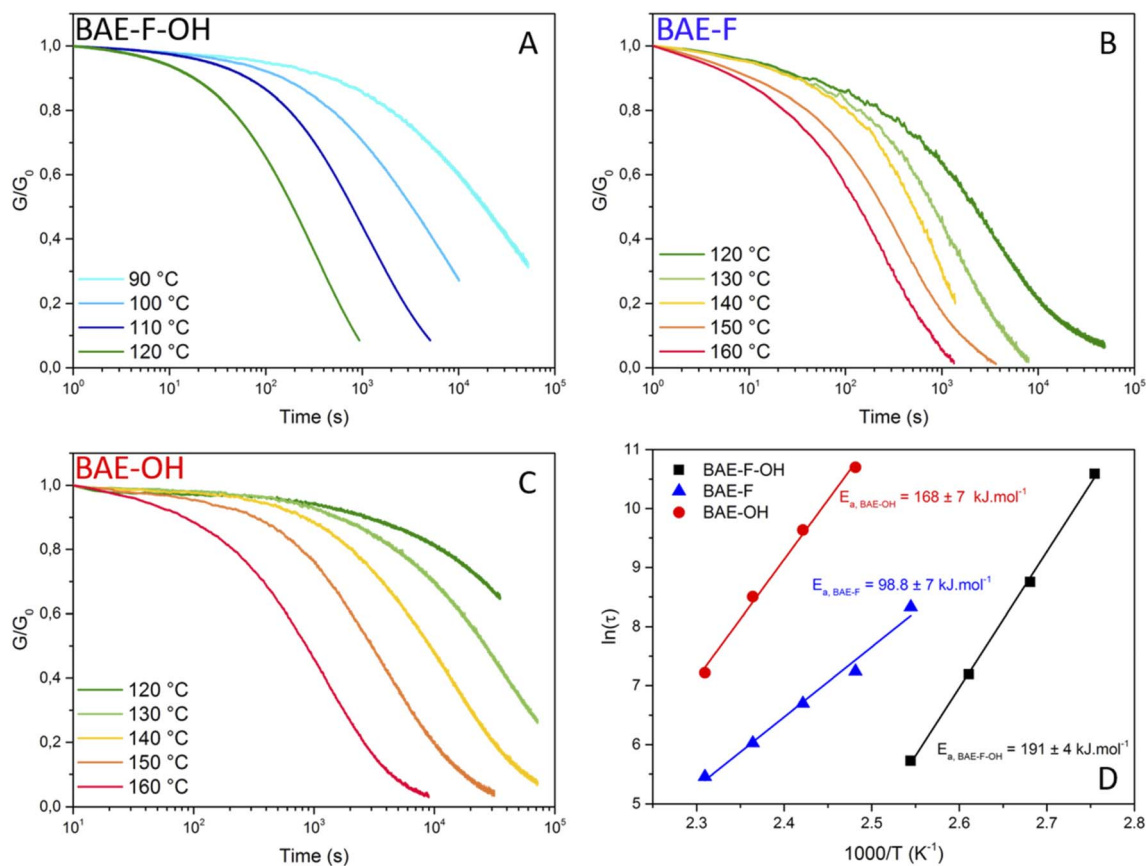 BAE-F-OH
A
1,0
0,8
0,6
0,4
0,2
0,0
G/G0
90 °C
100 °C
110 °C
120 °C
10^0
10^1
10^2
10^3
10^4
10^5
Time (s)
BAE-F
B
1,0
0,8
0,6
0,4
0,2
0,0
G/G0
120 °C
130 °C
140 °C
150 °C
160 °C
10^0
10^1
10^2
10^3
10^4
10^5
Time (s)
BAE-OH
C
1,0
0,8
0,6
0,4
0,2
0,0
G/G0
120 °C
130 °C
140 °C
150 °C
160 °C
10^1
10^2
10^3
10^4
10^5
Time (s)
11
10
9
8
7
6
5
ln(τ)
BAE-F-OH
BAE-F
BAE-OH
Ea, BAE-OH = 168 ± 7 kJ.mol-1
Ea, BAE-F = 98.8 ± 7 kJ.mol-1
Ea, BAE-F-OH = 191 ± 4 kJ.mol-1
D
2.3
2.4
2.5
2.6
2.7
2.8
1000/T (K-1)